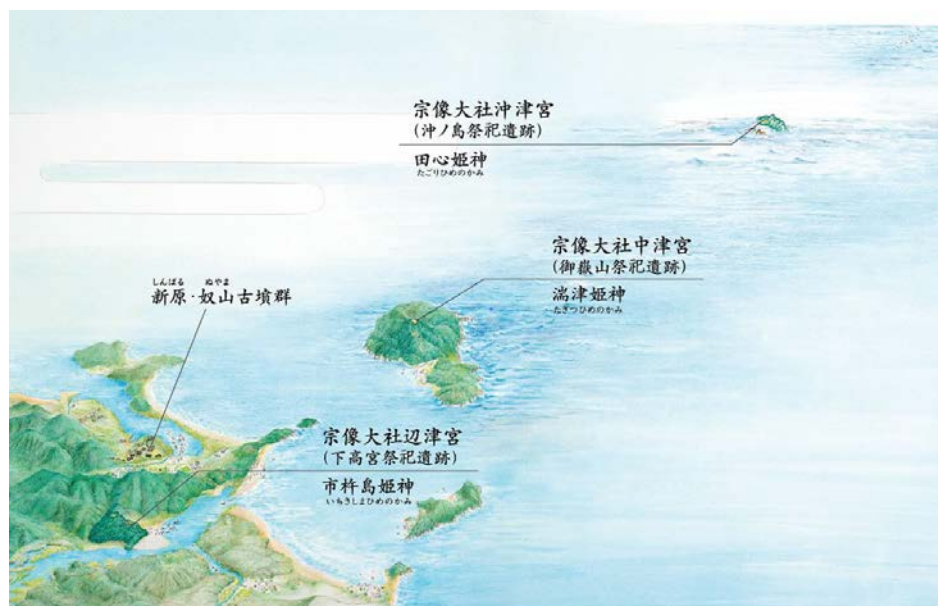 宗像大社沖津宮
(沖ノ島祭祀遺跡)
田心姫神
たごりひめのかみ
宗像大社中津宮
(御嶽山祭祀遺跡)
湍津姫神
たぎつひめのかみ
しんばる ぬやま
新原・奴山古墳群
宗像大社辺津宮
(下高宮祭祀遺跡)
市杵島姫神
いちきしまひめのかみ